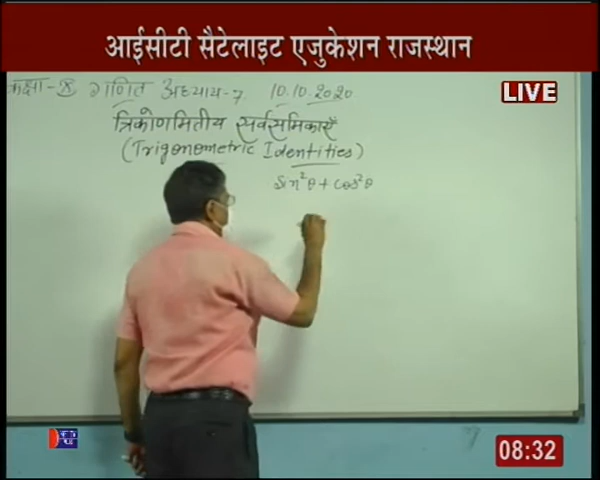 आईसीटी सैटेलाइट एजुकेशन राजस्थान
LIVE
कक्षा- गणित अध्याय-7. 10.10.2020
त्रिकोणमितीय सर्वसमिकाएँ
(Trigonometric Identities)
Sin²θ + Cos²θ
08:32